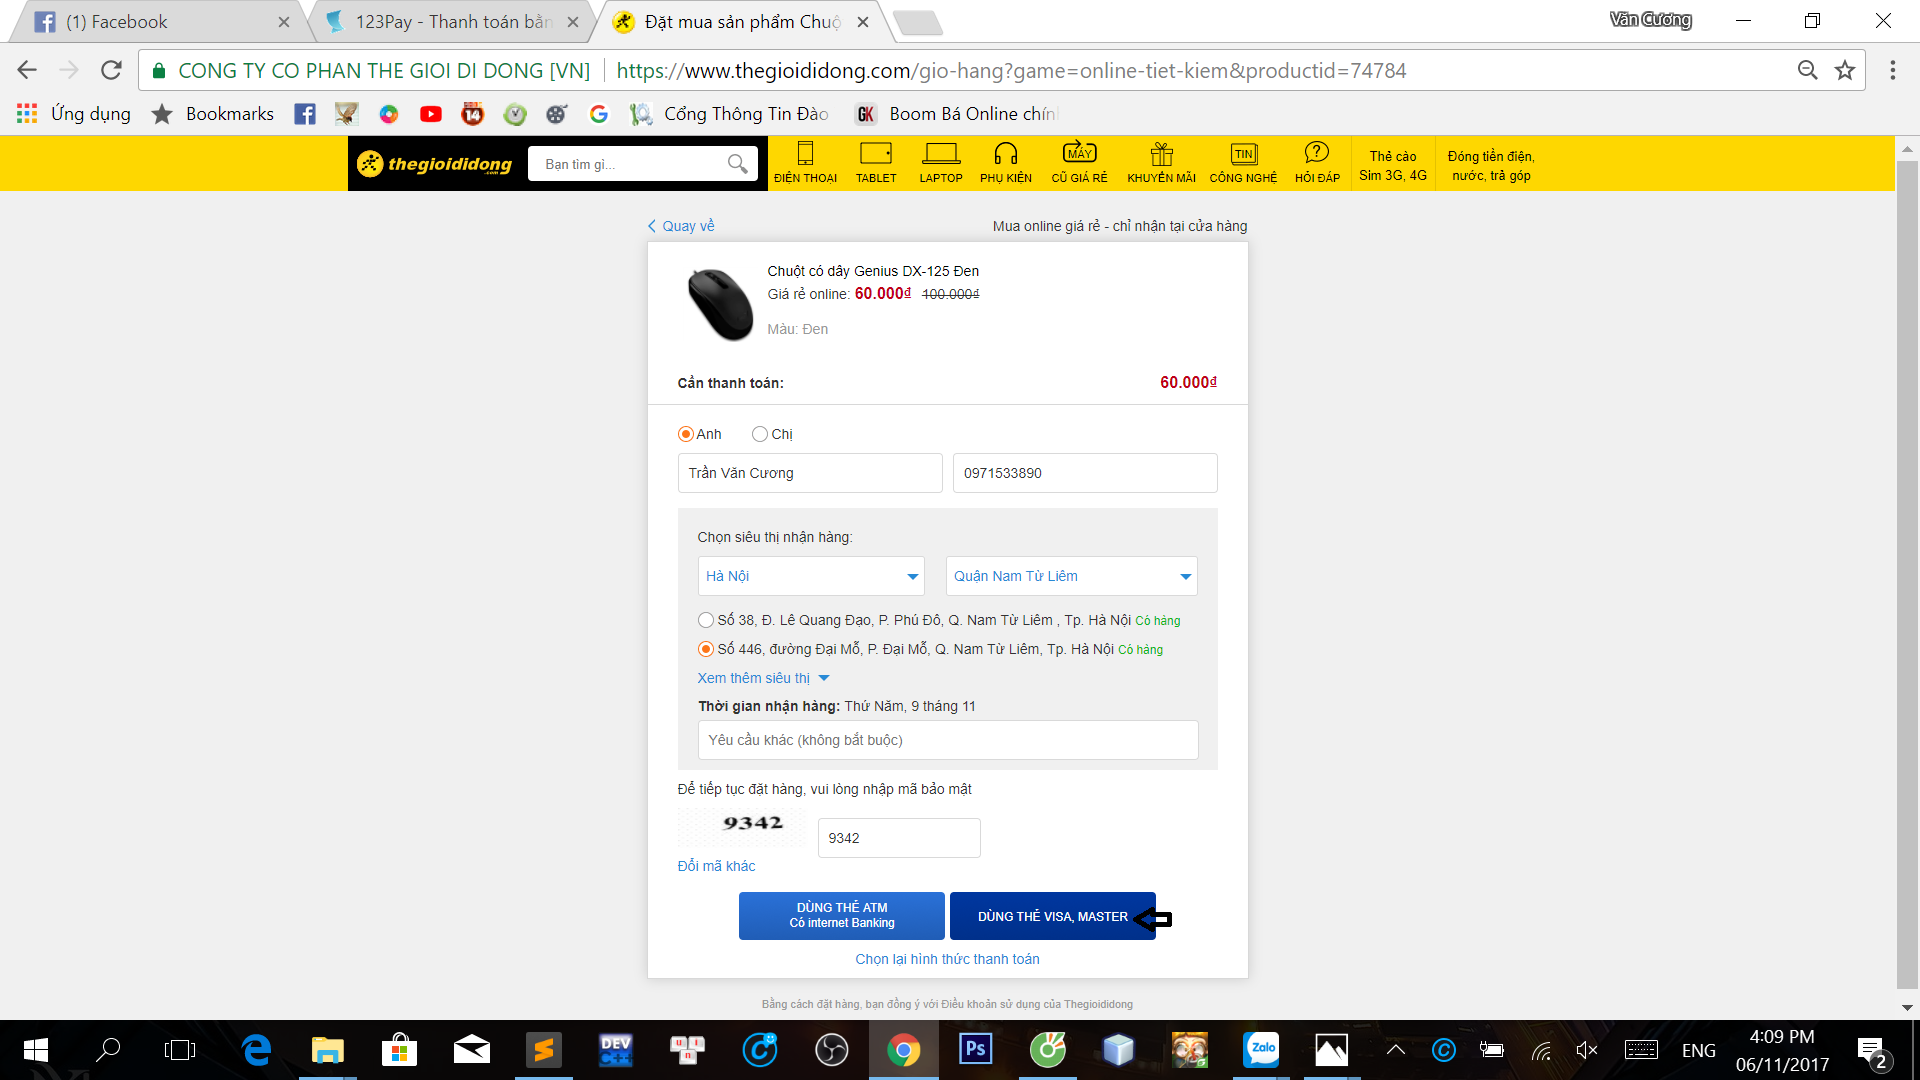 (1) Facebook
123Pay - Thanh toán bằn
Đặt mua sản phẩm Chuộ
Văn Cương
CONG TY CO PHAN THE GIOI DI DONG [VN]
https://www.thegioididong.com/gio-hang?game=online-tiet-kiem&productid=74784
Ứng dụng
Bookmarks
14
Cổng Thông Tin Đào
GK
Boom Bá Online chín
thegioididong
.com
Bạn tìm gì...
ĐIỆN THOẠI
TABLET
LAPTOP
PHỤ KIỆN
MÁY
CŨ GIÁ RẺ
KHUYẾN MÃI
TIN
CÔNG NGHỆ
?
HỎI ĐÁP
Thẻ cào
Sim 3G, 4G
Đóng tiền điện,
nước, trả góp
Quay về
Mua online giá rẻ - chỉ nhận tại cửa hàng
Chuột có dây Genius DX-125 Đen
Giá rẻ online: 60.000₫ 100.000₫
Màu: Đen
Cần thanh toán: 60.000₫
Anh Chị
Trần Văn Cương
0971533890
Chọn siêu thị nhận hàng:
Hà Nội
Quận Nam Từ Liêm
Số 38, Đ. Lê Quang Đạo, P. Phú Đô, Q. Nam Từ Liêm , Tp. Hà Nội Có hàng
Số 446, đường Đại Mỗ, P. Đại Mỗ, Q. Nam Từ Liêm, Tp. Hà Nội Có hàng
Xem thêm siêu thị
Thời gian nhận hàng: Thứ Năm, 9 tháng 11
Yêu cầu khác (không bắt buộc)
Để tiếp tục đặt hàng, vui lòng nhập mã bảo mật
9342
9342
Đổi mã khác
DÙNG THẺ ATM
Có internet Banking
DÙNG THẺ VISA, MASTER
Chọn lại hình thức thanh toán
Bằng cách đặt hàng, bạn đồng ý với Điều khoản sử dụng của Thegioididong
DEV
C++
Ps
Zalo
ENG
4:09 PM
06/11/2017
2